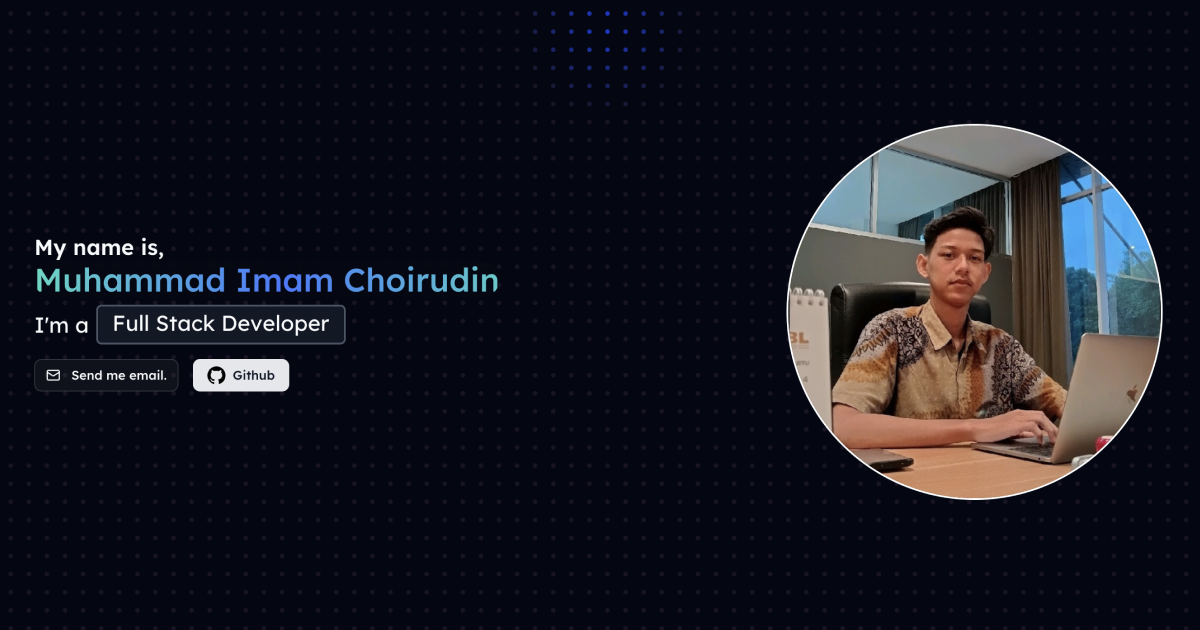 My name is,
Muhammad Imam Choirudin
I'm a Full Stack Developer
Send me email. Github